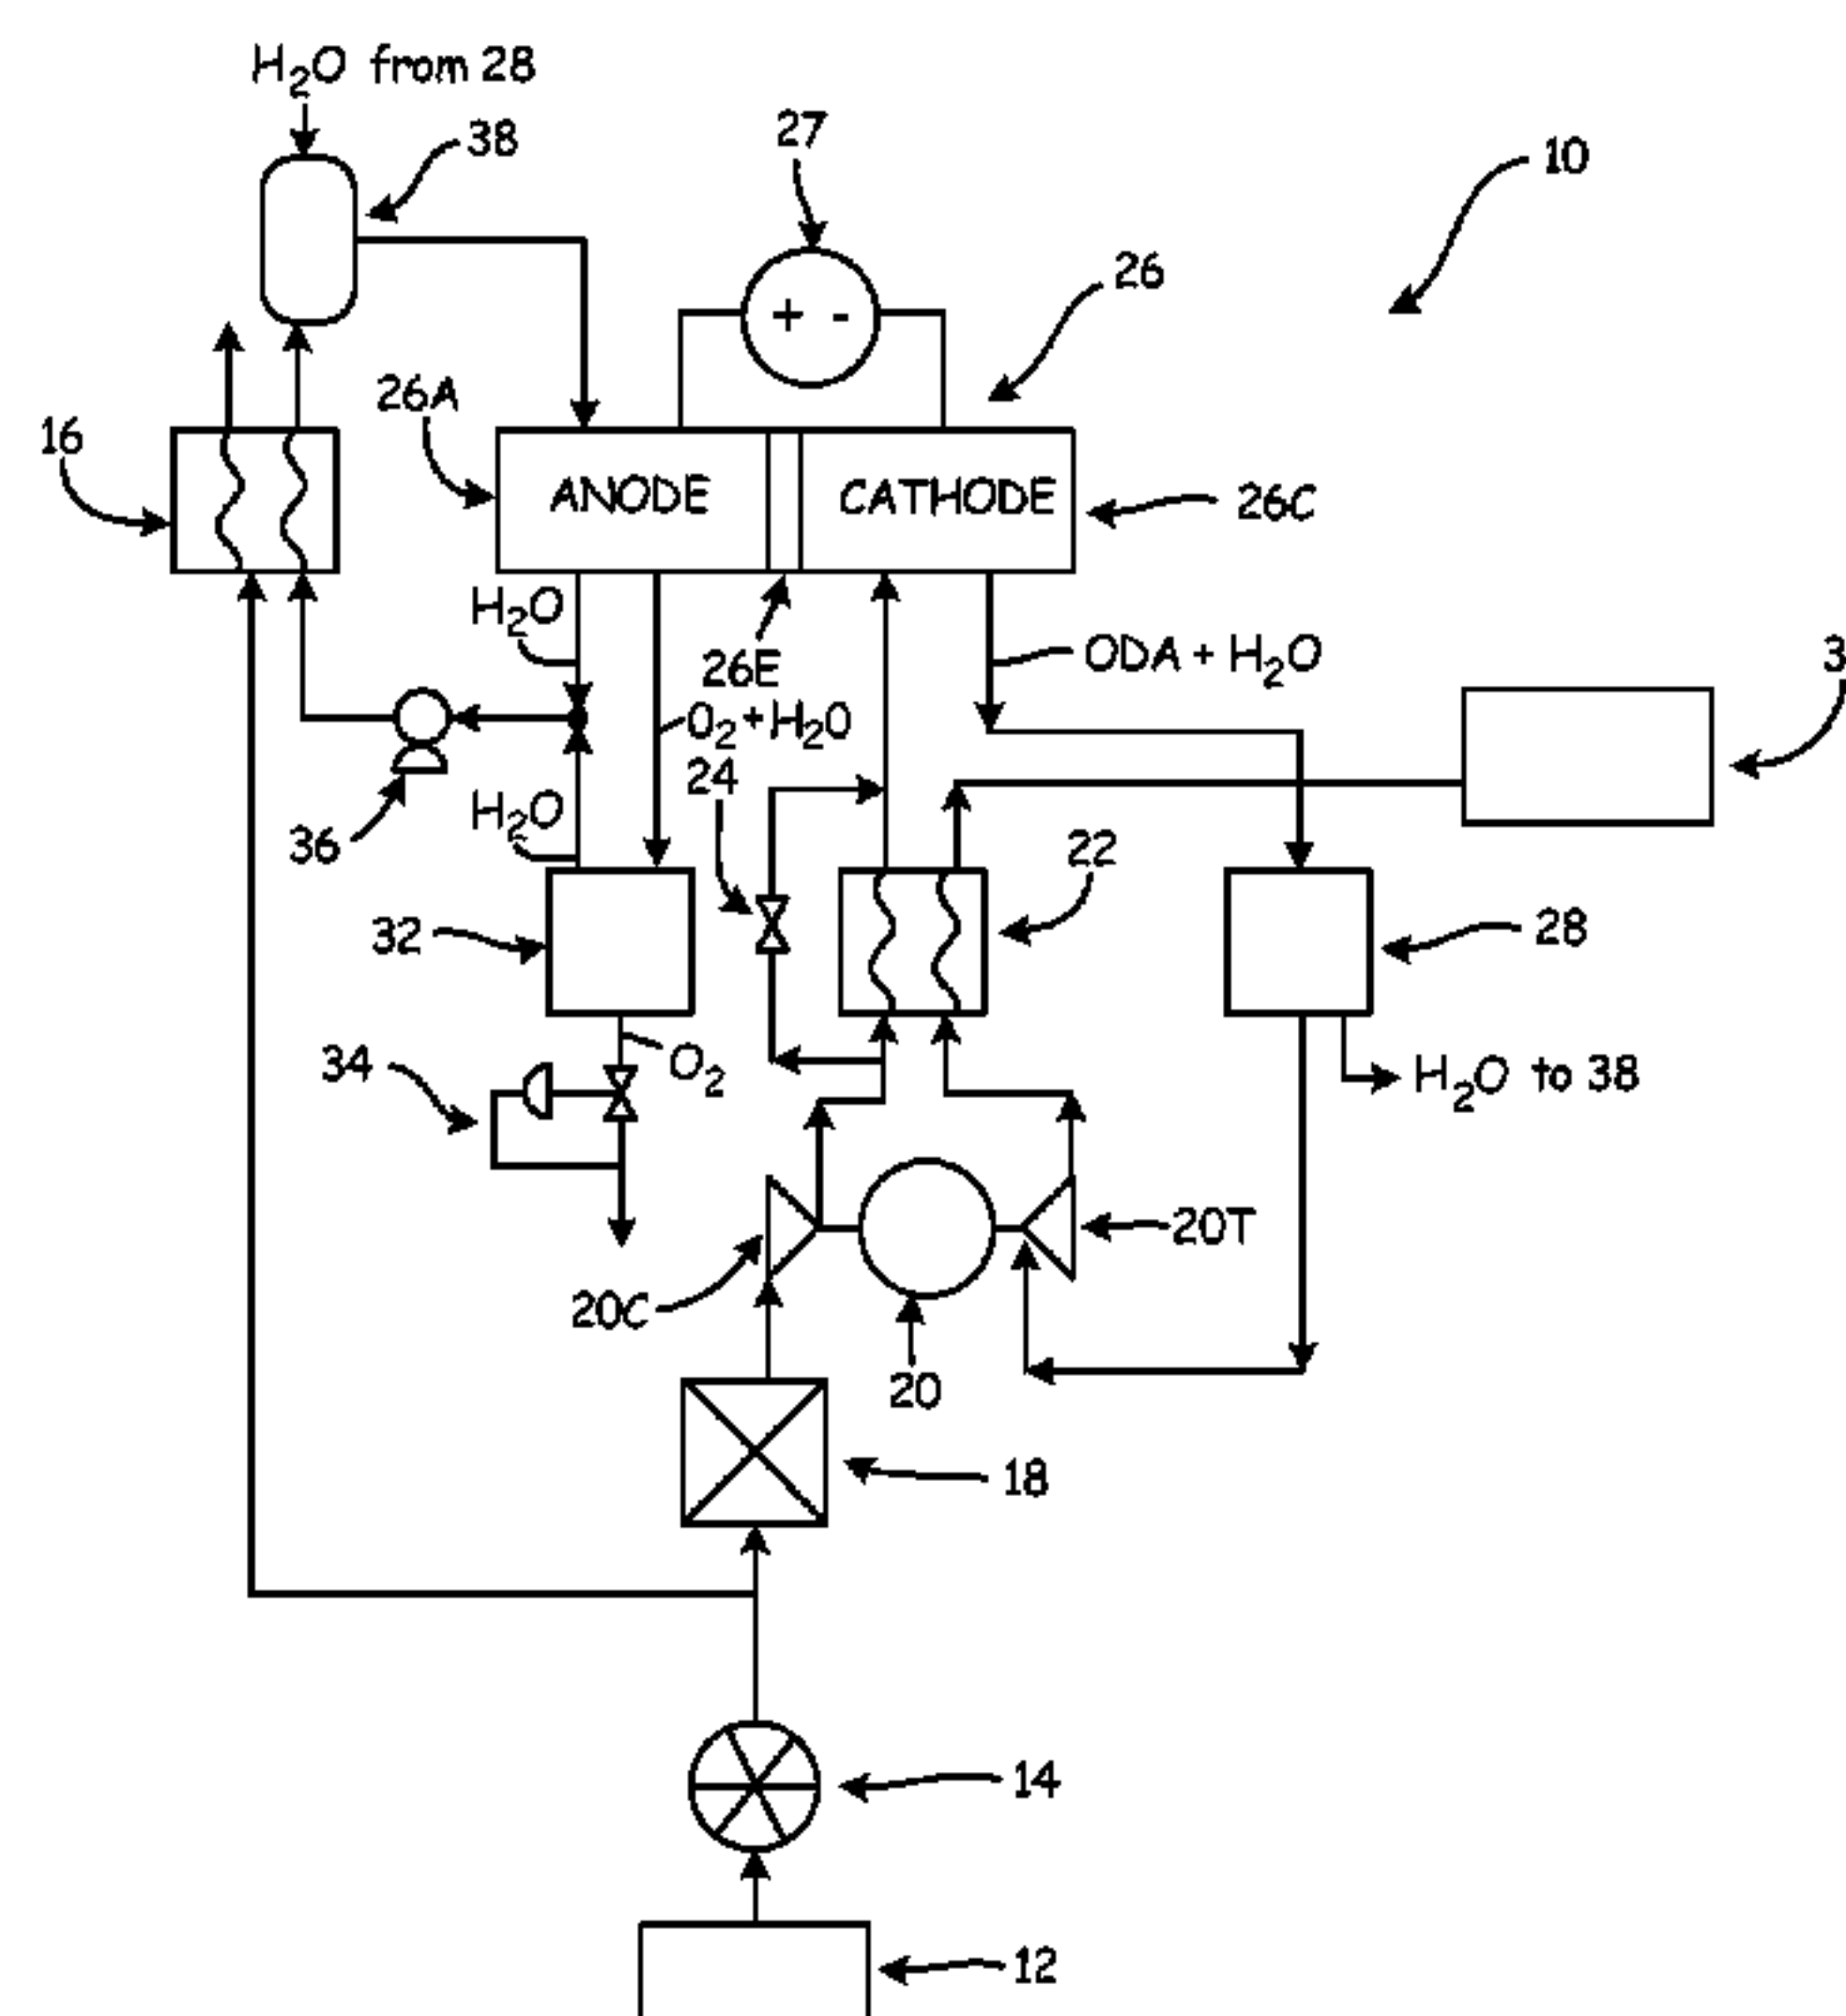 H₂O from 28
38
27
10
26
26A
16
ANODE
CATHODE
26C
H₂O
26E
ODA + H₂O
3
O₂ + H₂O
24
H₂O
36
22
32
28
34
O₂
H₂O to 38
20T
20C
20
18
14
12